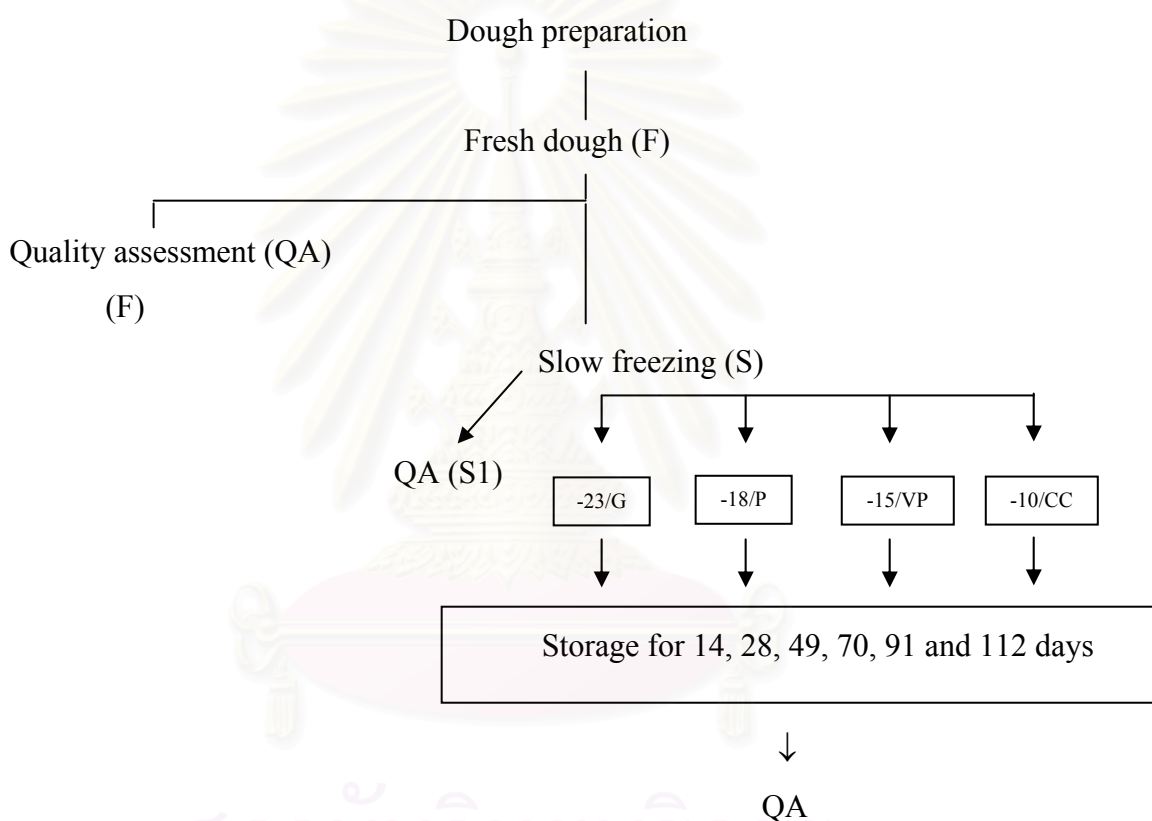 Dough preparation
Fresh dough (F)
Quality assessment (QA)
(F)
Slow freezing (S)
QA (S1)
-23/G
-18/P
-15/VP
-10/CC
Storage for 14, 28, 49, 70, 91 and 112 days
QA